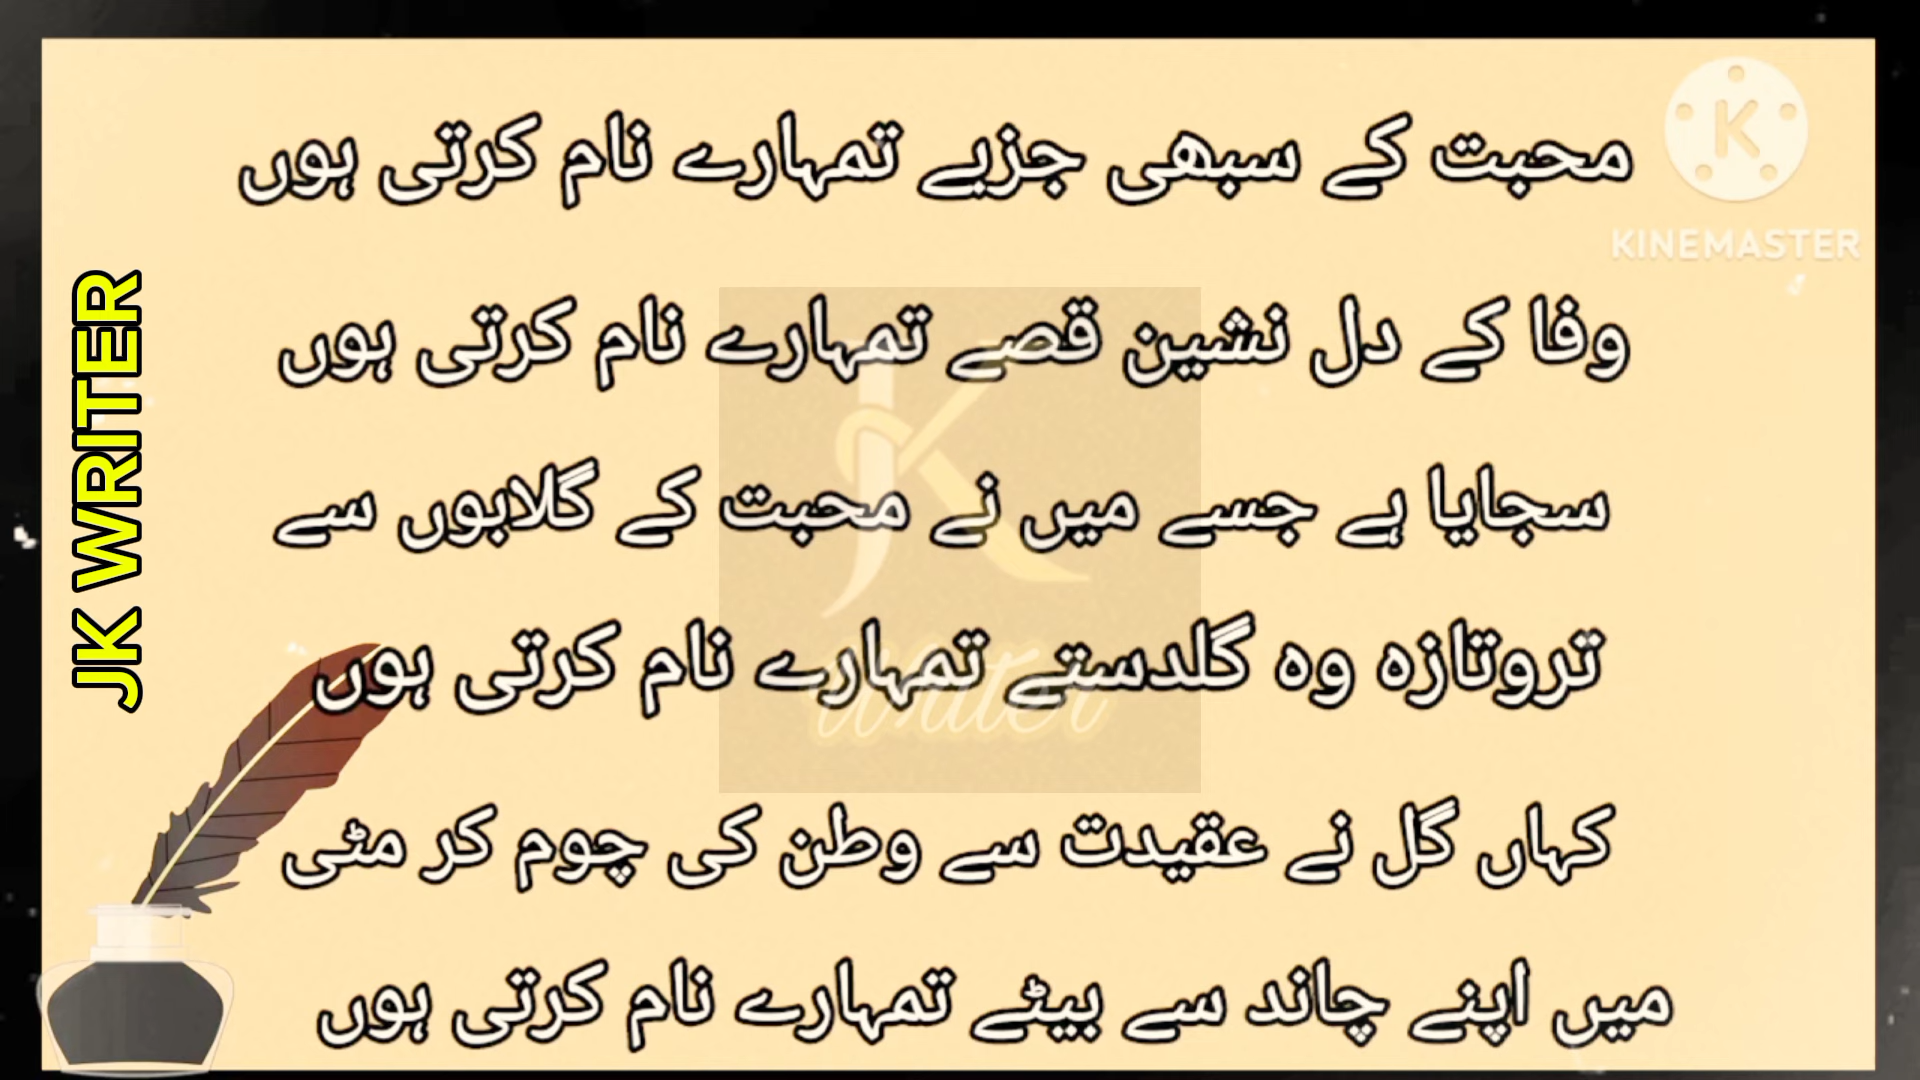 محبت کے سبھی جزبے تمہارے نام کرتی ہوں
KINEMASTER
وفا کے دل نشین قصے تمہارے نام کرتی ہوں
سجایا ہے جسے میں نے محبت کے گلابوں سے
تروتازہ وہ گلدستے تمہارے نام کرتی ہوں
کہاں گل نے عقیدت سے وطن کی چوم کر مٹی
میں اپنے چاند سے بیٹے تمہارے نام کرتی ہوں
JK WRITER
JK
Writer